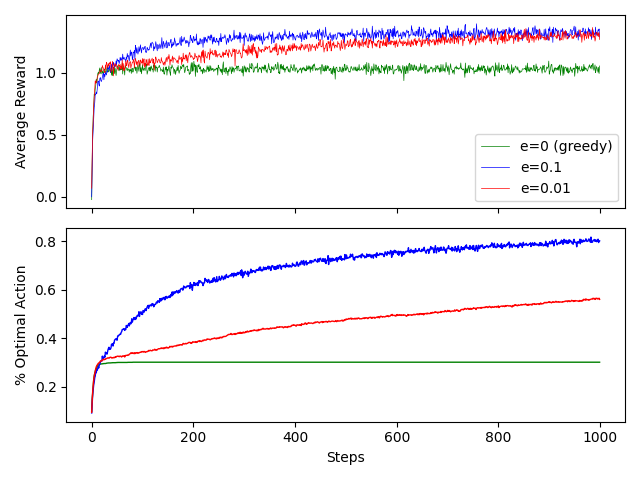 Average Reward
1.0
0.5
0.0
e=0 (greedy)
e=0.1
e=0.01
% Optimal Action
0.8
0.6
0.4
0.2
0 200 400 600 800 1000
Steps